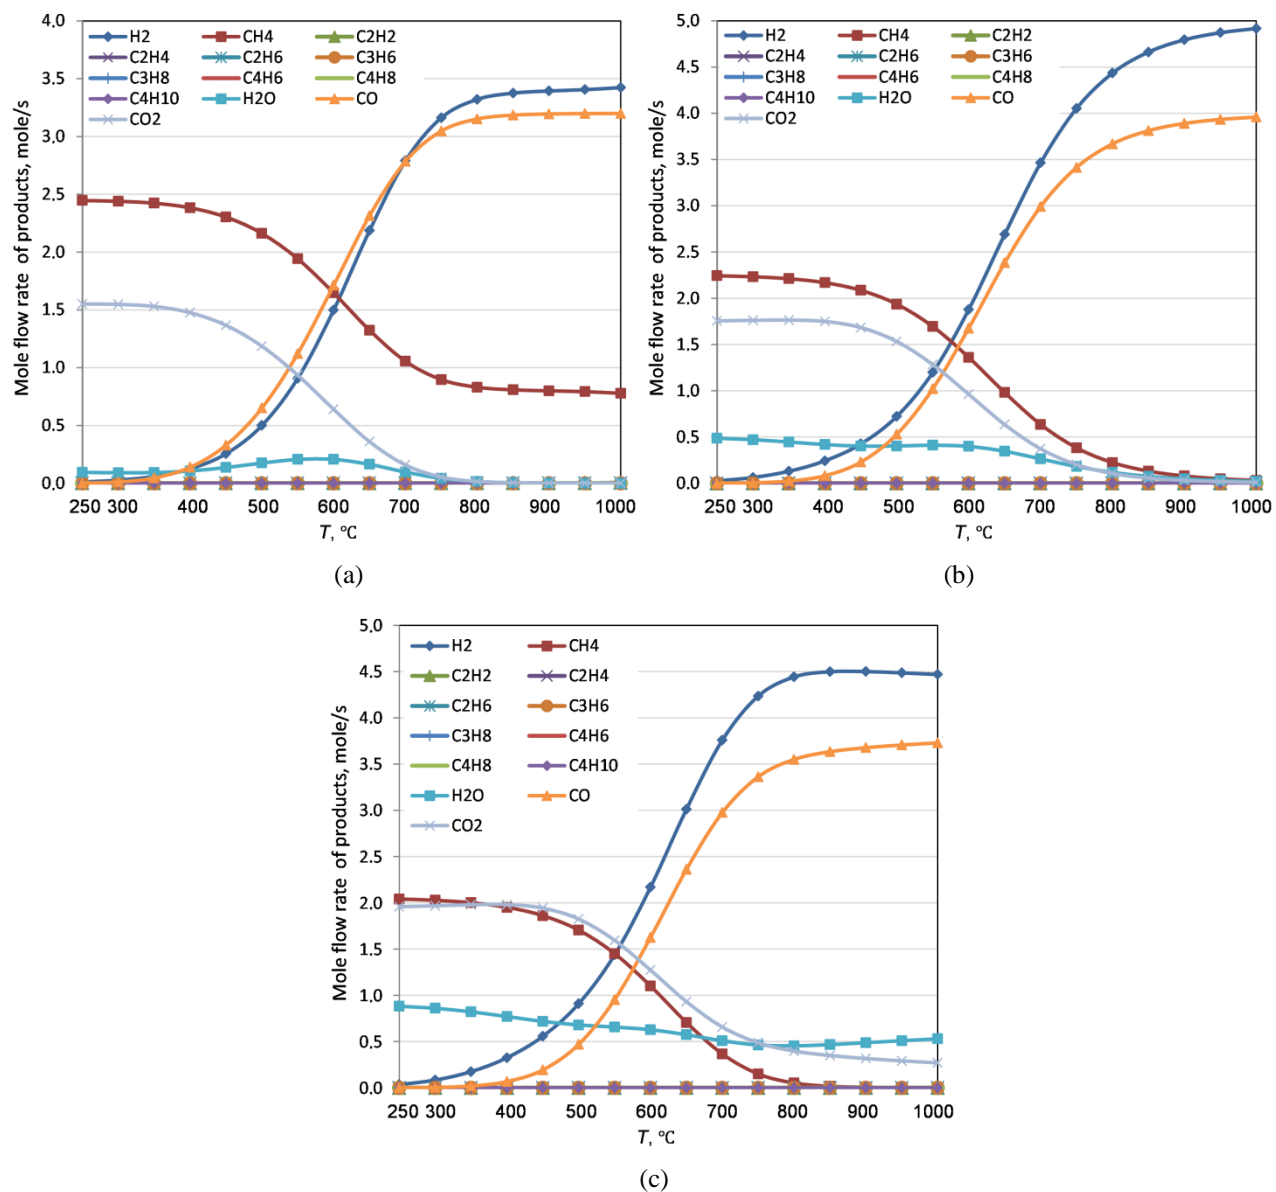 4.0
3.5
3.0
2.5
2.0
1.5
1.0
0.5
0.0
Mole flow rate of products, mole/s
H2 CH4 C2H2
C2H4 C2H6 C3H6
C3H8 C4H6 C4H8
C4H10 H2O CO
CO2
250 300 400 500 600 700 800 900 1000
T, °C
(a)
5.0
4.5
4.0
3.5
3.0
2.5
2.0
1.5
1.0
0.5
0.0
Mole flow rate of products, mole/s
H2 CH4 C2H2
C2H4 C2H6 C3H6
C3H8 C4H6 C4H8
C4H10 H2O CO
CO2
250 300 400 500 600 700 800 900 1000
T, °C
(b)
5.0
4.5
4.0
3.5
3.0
2.5
2.0
1.5
1.0
0.5
0.0
Mole flow rate of products, mole/s
H2 CH4
C2H2 C2H4
C2H6 C3H6
C3H8 C4H6
C4H8 C4H10
H2O CO
CO2
250 300 400 500 600 700 800 900 1000
T, °C
(c)